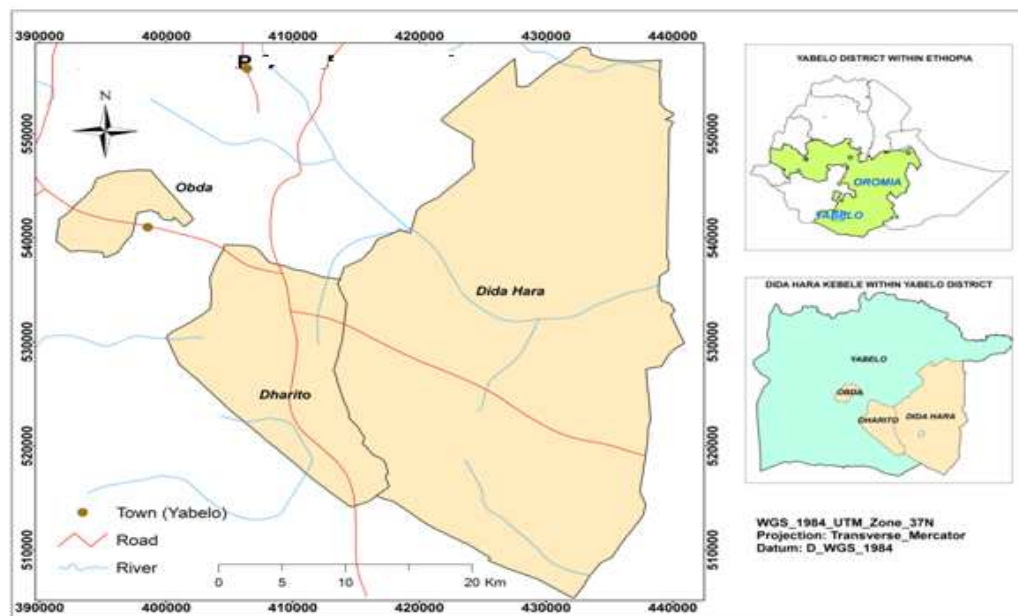 390000 400000 410000 420000 430000 440000
P
N
550000 550000
Obda
540000 540000
Dida Hara
530000 530000
Dharito
520000 520000
Town (Yabelo)
Road
River
510000 510000
0 5 10 20 Km
390000 400000 410000 420000 430000 440000
YABELO DISTRICT WITHIN ETHIOPIA
OROMIA
YABELO
DIDA HARA KEBELE WITHIN YABELO DISTRICT
YABELO
OBDA
DHARITO
DIDA HARA
WGS_1984_UTM_Zone_37N
Projection: Transverse_Mercator
Datum: D_WGS_1984